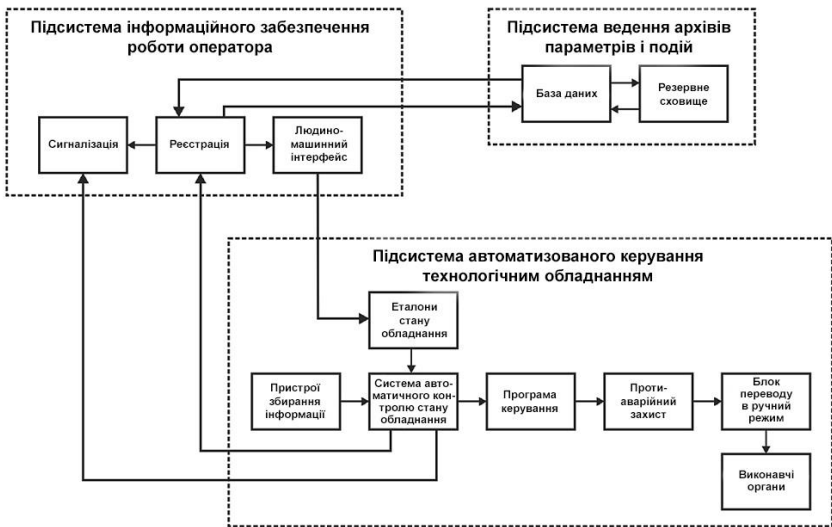 Підсистема інформаційного забезпечення
роботи оператора
Підсистема ведення архівів
параметрів і подій
База даних
Резервне
сховище
Сигналізація
Реєстрація
Людино-
машинний
інтерфейс
Підсистема автоматизованого керування
технологічним обладнанням
Еталони
стану
обладнання
Пристрої
збирання
інформації
Система авто-
матичного кон-
тролю стану
обладнання
Програма
керування
Проти-
аварійний
захист
Блок
переводу
в ручний
режим
Виконавчі
органи